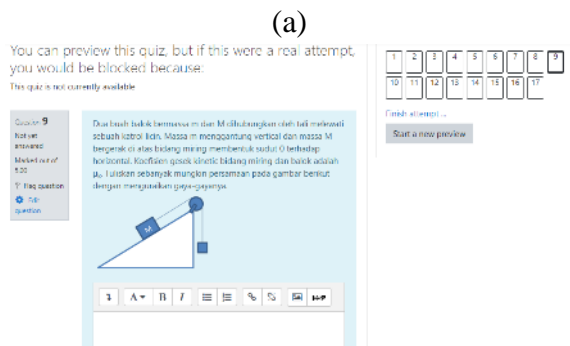 (a)
You can preview this quiz, but if this were a real attempt,
you would be blocked because:
This quiz is not currently available
1 2 3 4 5 6 7 8 9
10 11 12 13 14 15 16 17
Finish attempt ...
Start a new preview
Question 9
Not yet
answered
Marked out of
5.00
Flag question
Edit
question
Dua buah balok bermassa m dan M dihubungkan oleh tali melewati
sebuah katrol licin. Massa m menggantung vertical dan massa M
bergerak di atas bidang miring membentuk sudut θ terhadap
horizontal. Koefisien gesek kinetic bidang miring dan balok adalah
Tuliskan sebanyak mungkin persamaan pada gambar berikut
dengan menguraikan gaya-gayanya.
M
A B I
H-P